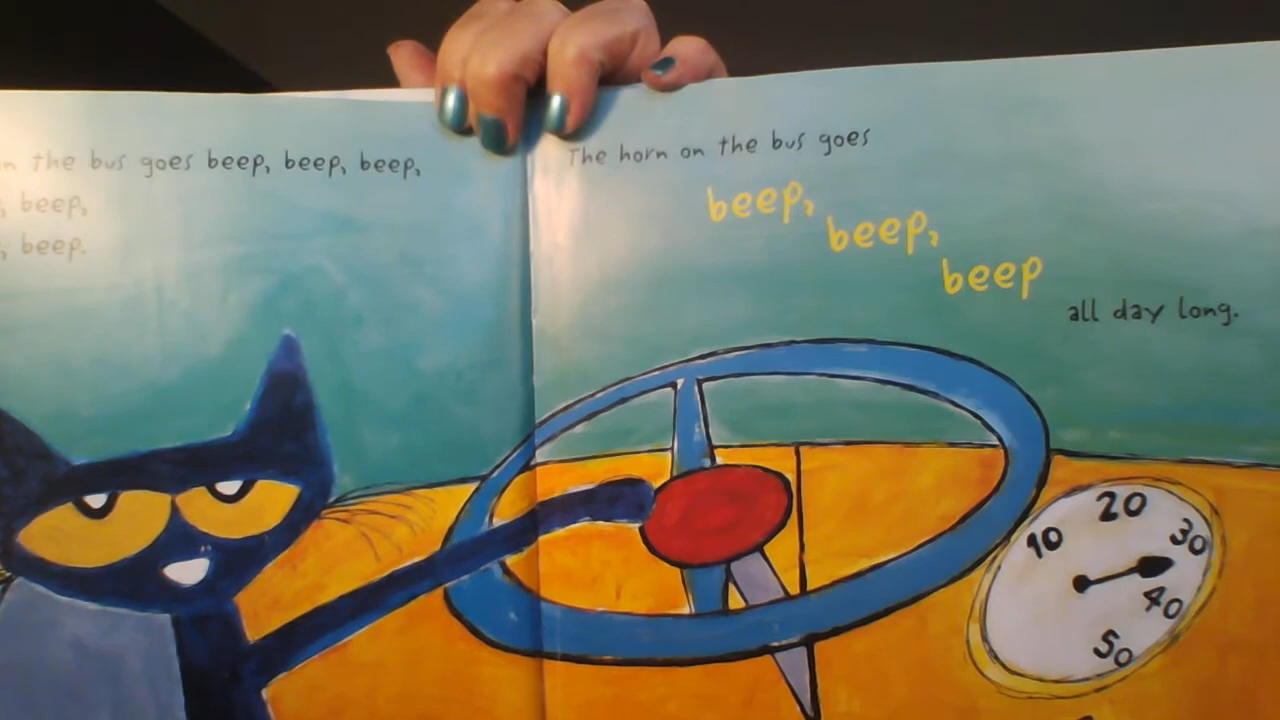 the bus goes beep, beep, beep,
beep,
beep.
The horn on the bus goes
beep,
beep,
beep
all day long.
10
20
30
40
50